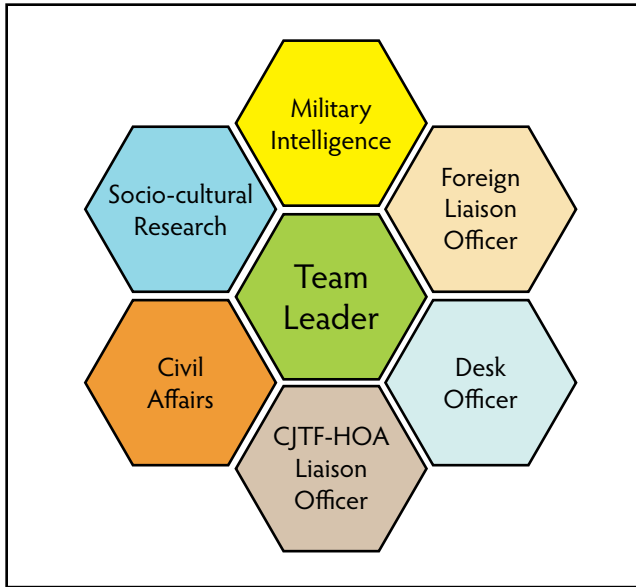 Military
Intelligence
Socio-cultural
Research
Foreign
Liaison
Officer
Team
Leader
Civil
Affairs
Desk
Officer
CJTF-HOA
Liaison
Officer